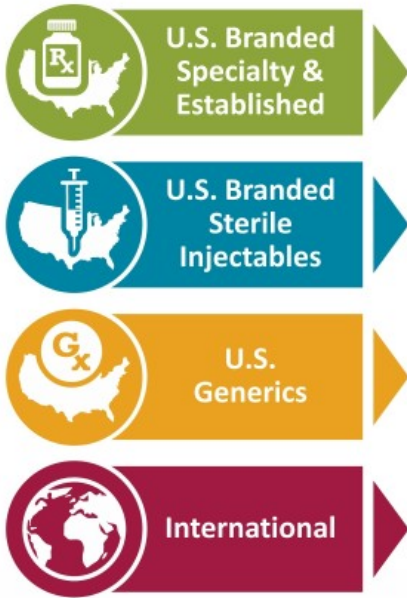 Rx
U.S. Branded
Specialty &
Established
U.S. Branded
Sterile
Injectables
Gx
U.S.
Generics
International